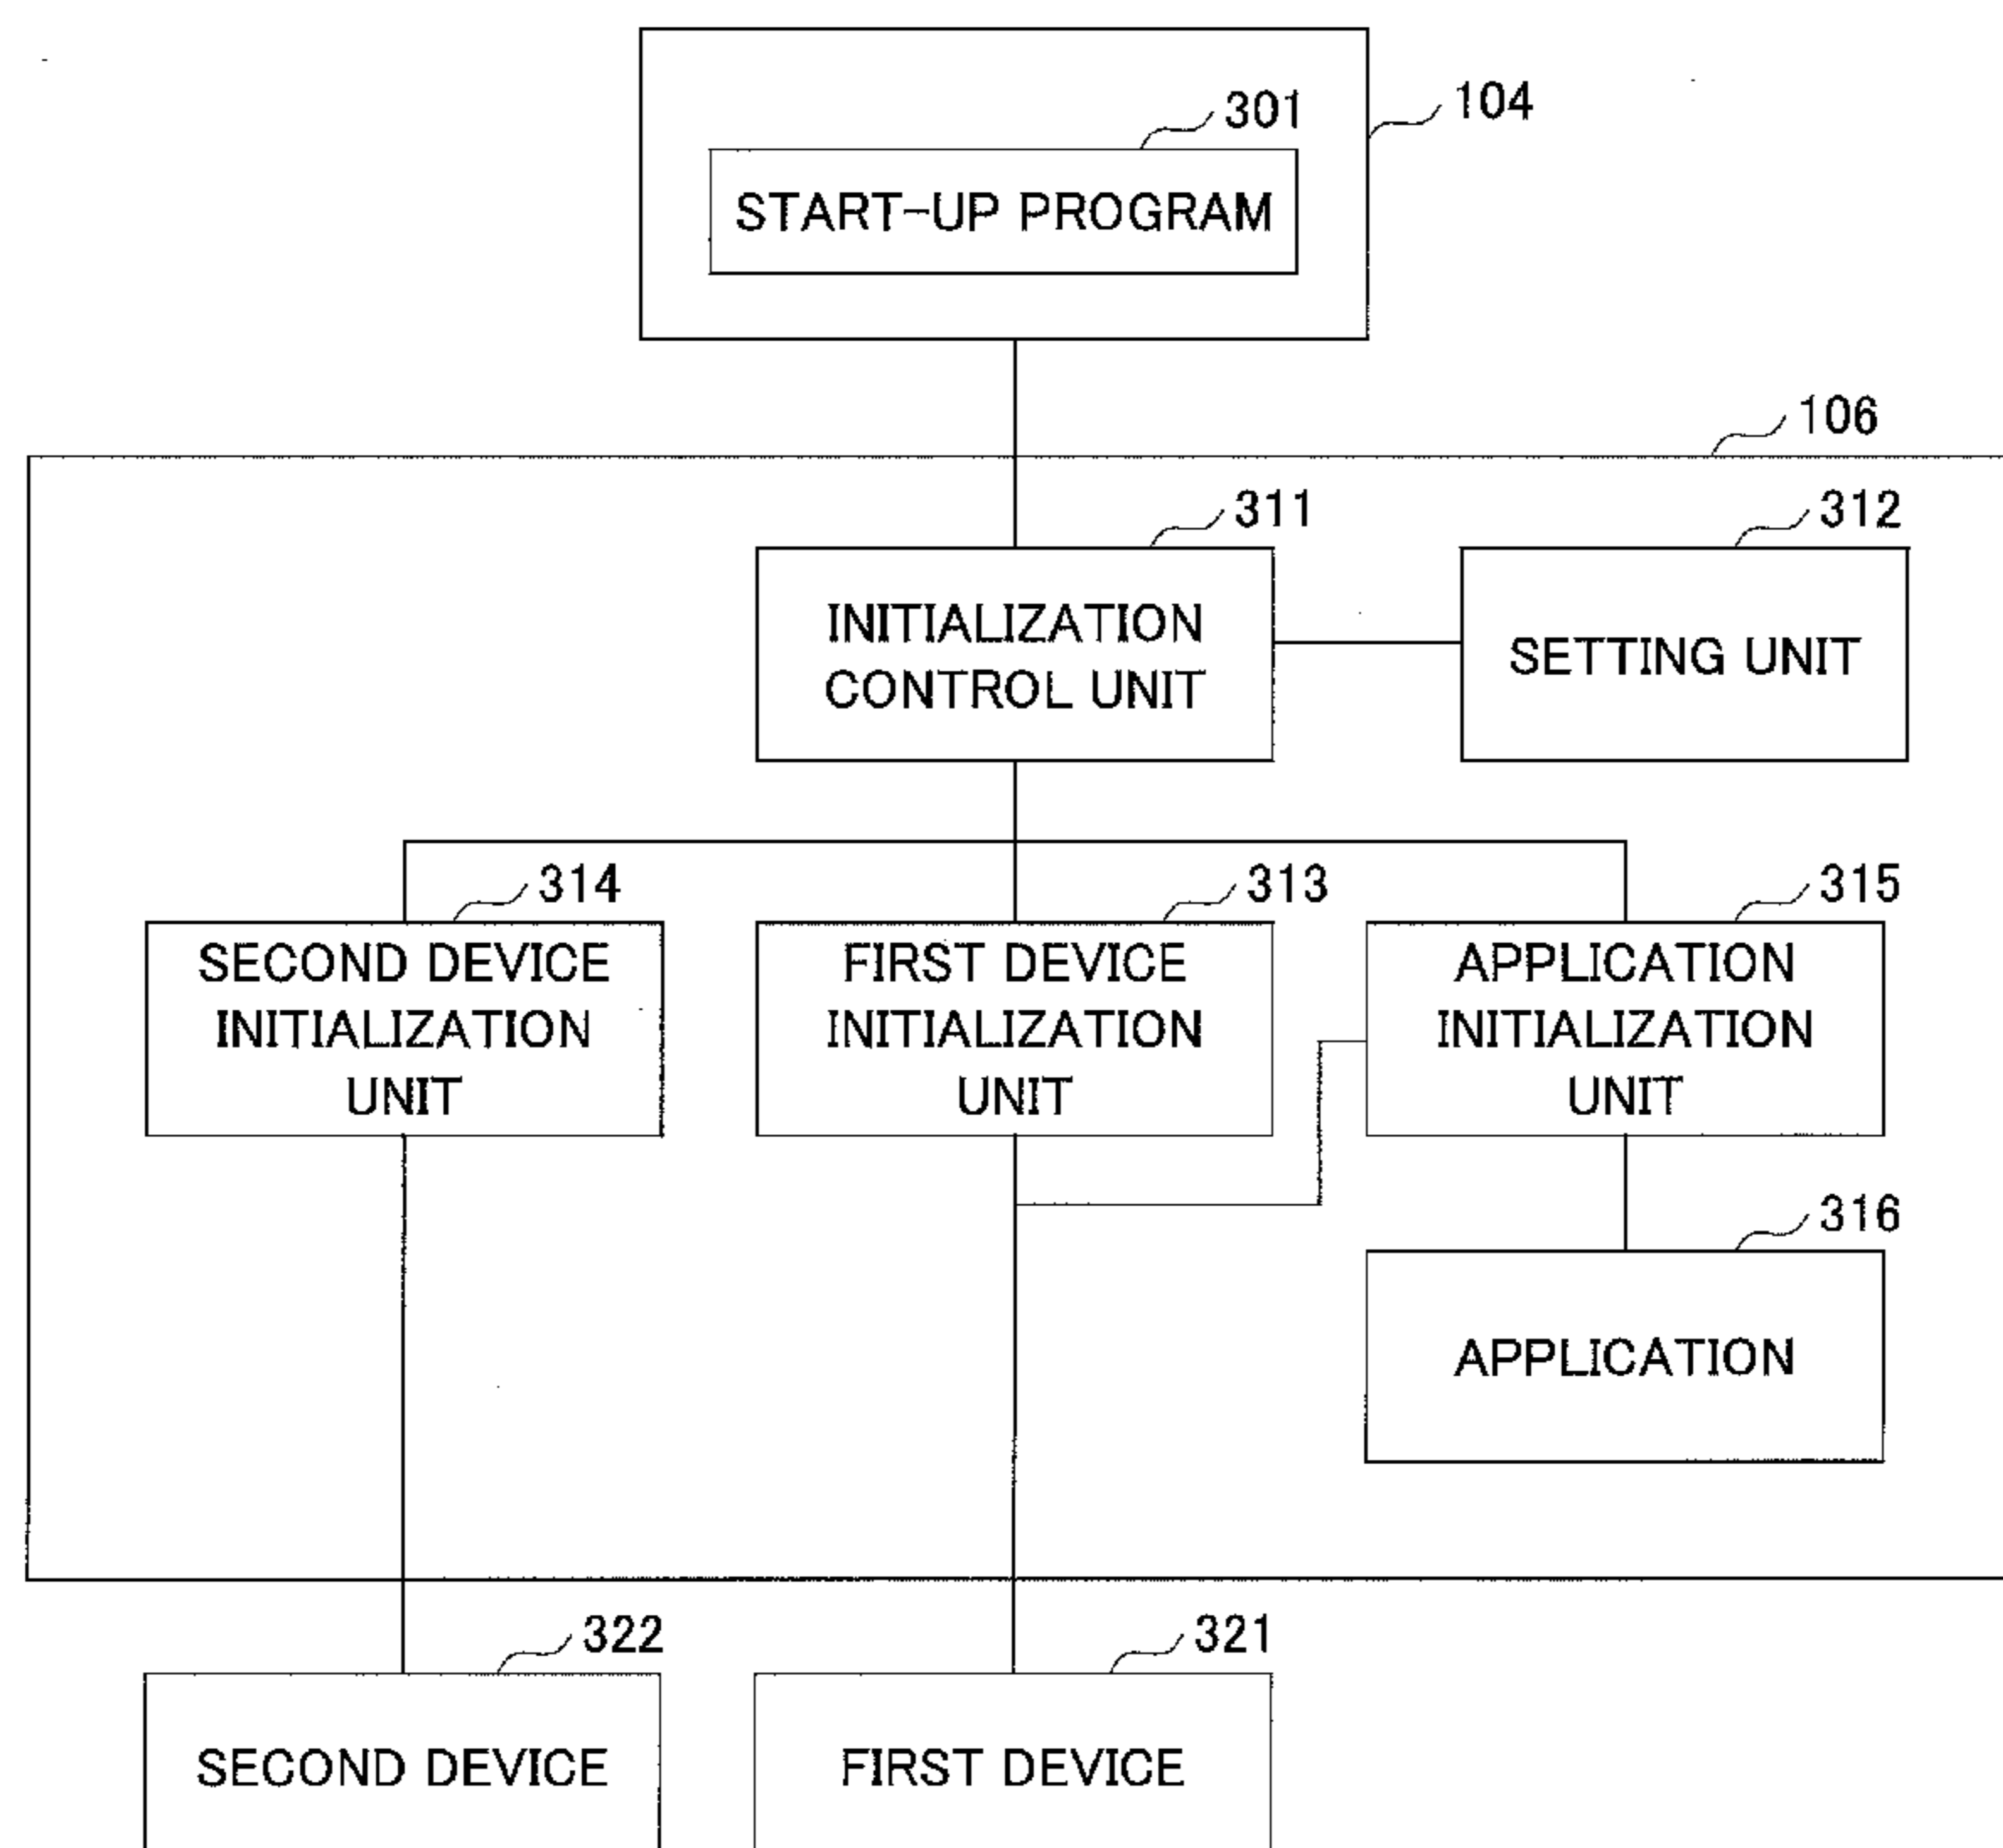 104
301
START-UP PROGRAM
106
311
312
INITIALIZATION
CONTROL UNIT
SETTING UNIT
314
313
315
SECOND DEVICE
INITIALIZATION
UNIT
FIRST DEVICE
INITIALIZATION
UNIT
APPLICATION
INITIALIZATION
UNIT
316
APPLICATION
322
321
SECOND DEVICE
FIRST DEVICE